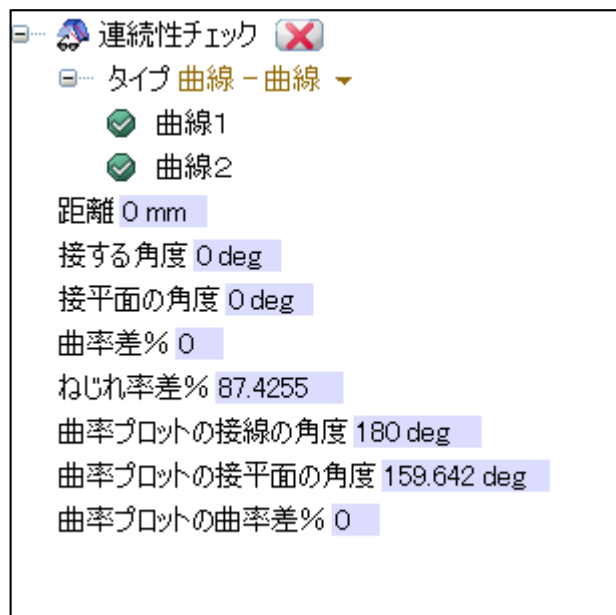 連続性チェック
タイプ 曲線 - 曲線
曲線1
曲線2
距離 0 mm
接する角度 0 deg
接平面の角度 0 deg
曲率差% 0
ねじれ率差% 87.4255
曲率プロットの接線の角度 180 deg
曲率プロットの接平面の角度 159.642 deg
曲率プロットの曲率差% 0